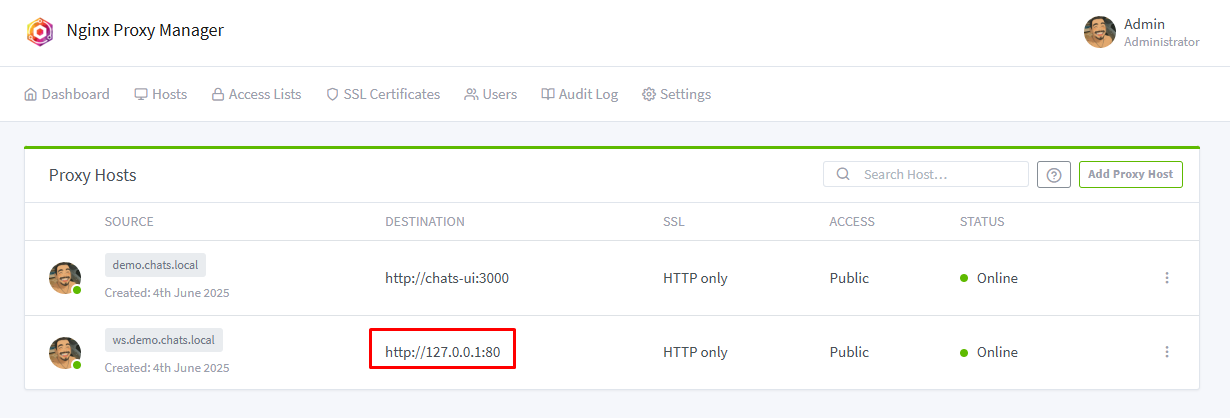 Nginx Proxy Manager
Admin
Administrator
Dashboard Hosts Access Lists SSL Certificates Users Audit Log Settings
Proxy Hosts
Search Host...
Add Proxy Host
SOURCE DESTINATION SSL ACCESS STATUS
demo.chats.local
http://chats-ui:3000 HTTP only Public Online
Created: 4th June 2025
ws.demo.chats.local
http://127.0.0.1:80 HTTP only Public Online
Created: 4th June 2025